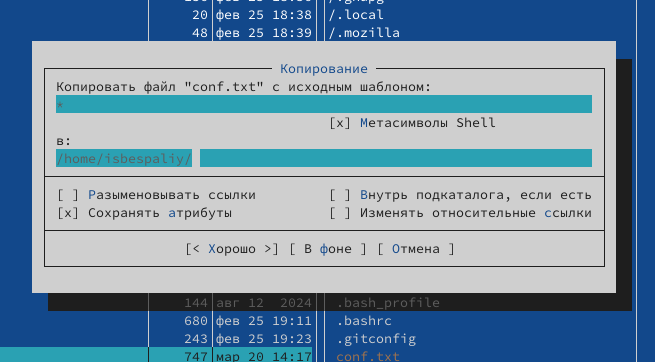 20 фев 25 18:38 /.local
48 фев 25 18:39 /.mozilla
Копирование
Копировать файл "conf.txt" с исходным шаблоном:
*
[x] Метасимволы Shell
в:
/home/isbespaliy/
[ ] Разыменовывать ссылки [ ] Внутрь подкаталога, если есть
[x] Сохранять атрибуты [ ] Изменять относительные ссылки
[< Хорошо >] [ В фоне ] [ Отмена ]
144 авг 12 2024 .bash_profile
680 фев 25 19:11 .bashrc
243 фев 25 19:23 .gitconfig
747 мар 20 14:17 conf.txt